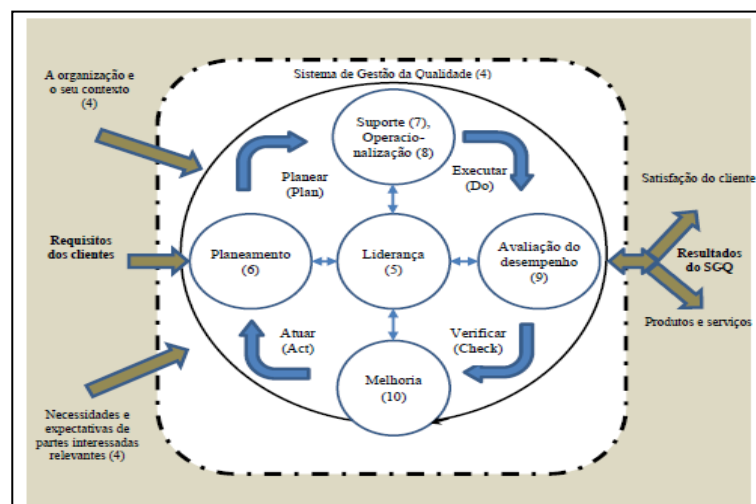 Sistema de Gestão da Qualidade (4)
A organização e
o seu contexto
(4)
Suporte (7),
Operacio-
nalização (8)
Planear
(Plan)
Executar
(Do)
Satisfação do cliente
Requisitos
dos clientes
Planeamento
(6)
Liderança
(5)
Avaliação do
desempenho
(9)
Resultados
do SGQ
Produtos e serviços
Atuar
(Act)
Verificar
(Check)
Melhoria
(10)
Necessidades e
expectativas de
partes interessadas
relevantes (4)